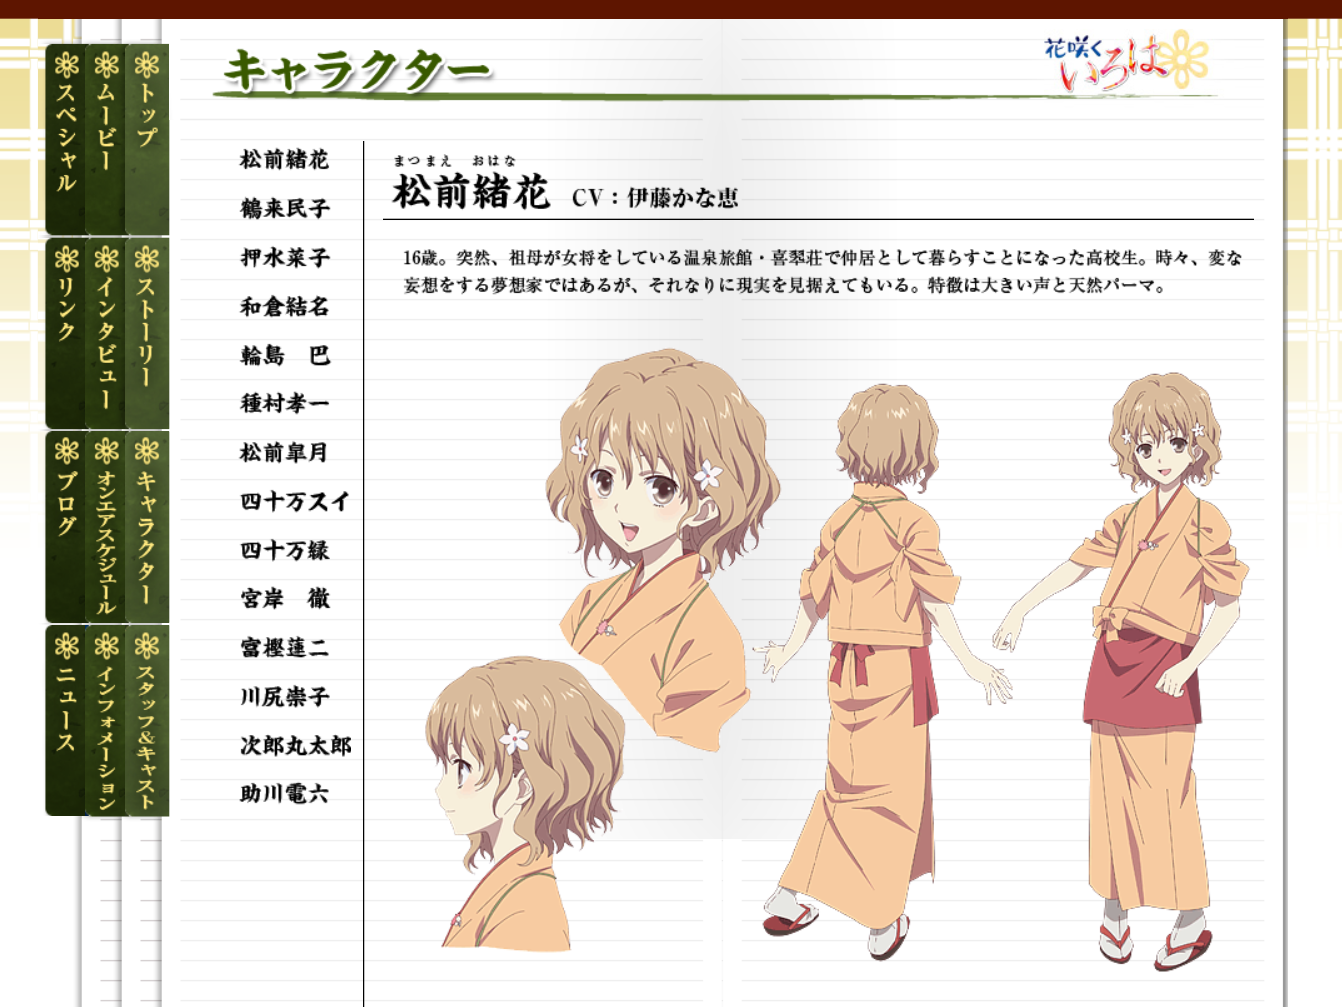 キャラクター
花咲く
いろは
トップ
ムービー
スペシャル
ストーリー
インタビュー
リンク
キャラクター
オンエアスケジュール
ブログ
スタッフ&キャスト
インフォメーション
ニュース
松前緒花
鶴来民子
押水菜子
和倉結名
輪島　巴
種村孝一
松前皐月
四十万スイ
四十万縁
宮岸　徹
富樫蓮二
川尻崇子
次郎丸太郎
助川電六
まつまえ　おはな
松前緒花　CV：伊藤かな恵
16歳。突然、祖母が女将をしている温泉旅館・喜翠荘で仲居として暮らすことになった高校生。時々、変な
妄想をする夢想家ではあるが、それなりに現実を見据えてもいる。特徴は大きい声と天然パーマ。